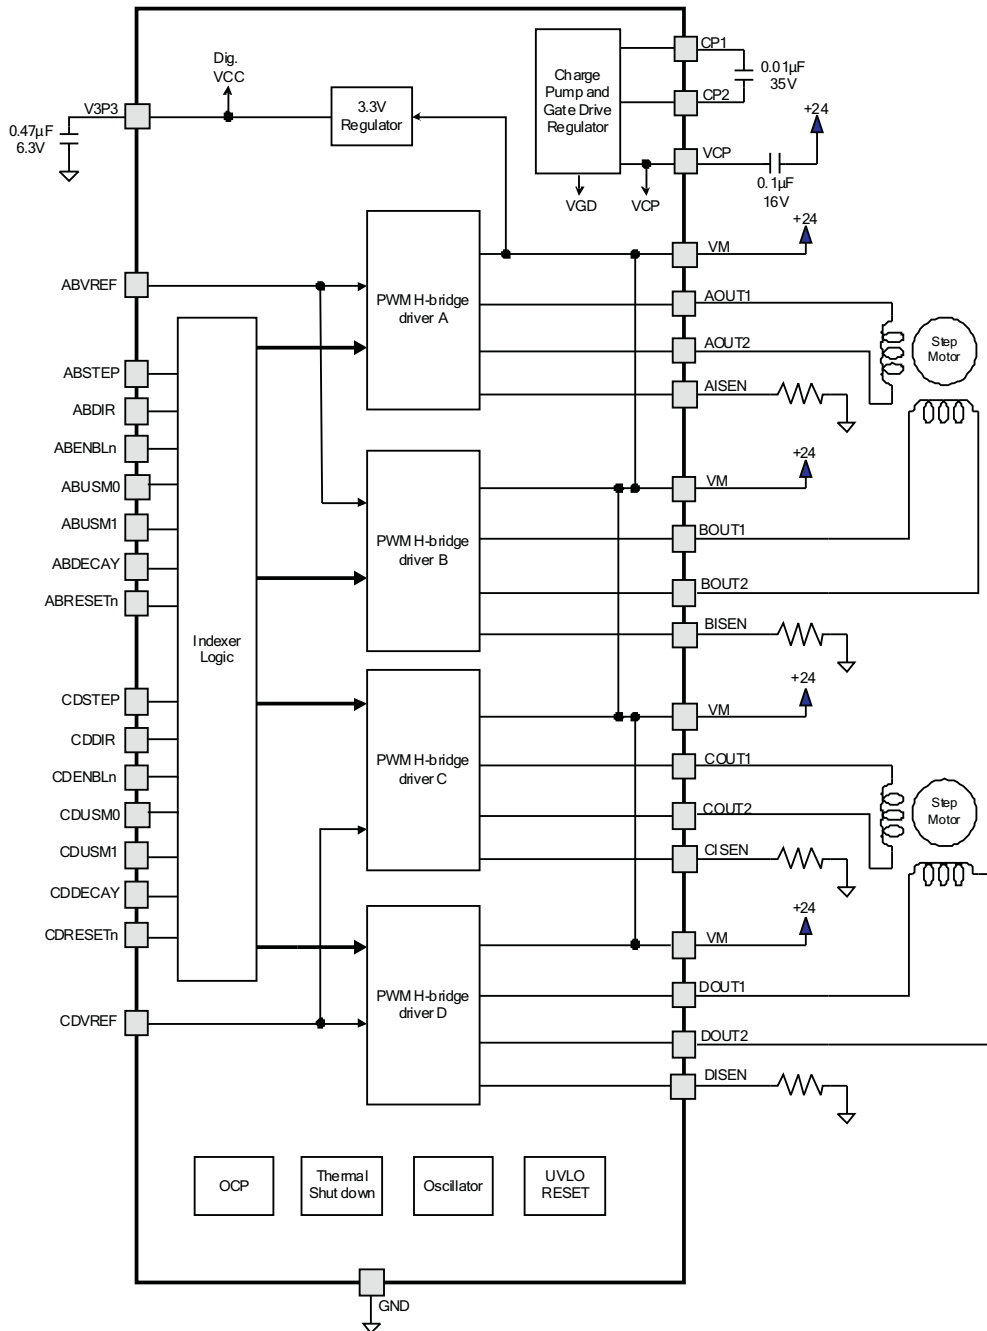 CP1
0.01µF
35V
CP2
Charge
Pump and
Gate Drive
Regulator
Dig.
VCC
3.3V
Regulator
V3P3
0.47µF
6.3V
+24
VCP
0.1µF
16V
VGD
VCP
+24
VM
ABVREF
PWM H-bridge
driver A
AOUT1
AOUT2
Step
Motor
AISEN
ABSTEP
ABDIR
ABENBLn
ABUSM0
ABUSM1
ABDECAY
ABRESETn
+24
VM
PWM H-bridge
driver B
BOUT1
BOUT2
BISEN
Indexer
Logic
CDSTEP
CDDIR
CDENBLn
CDUSM0
CDUSM1
CDDECAY
CDRESETn
+24
VM
PWM H-bridge
driver C
COUT1
COUT2
Step
Motor
CISEN
+24
VM
PWM H-bridge
driver D
DOUT1
CDVREF
DOUT2
DISEN
OCP
Thermal
Shut down
Oscillator
UVLO
RESET
GND